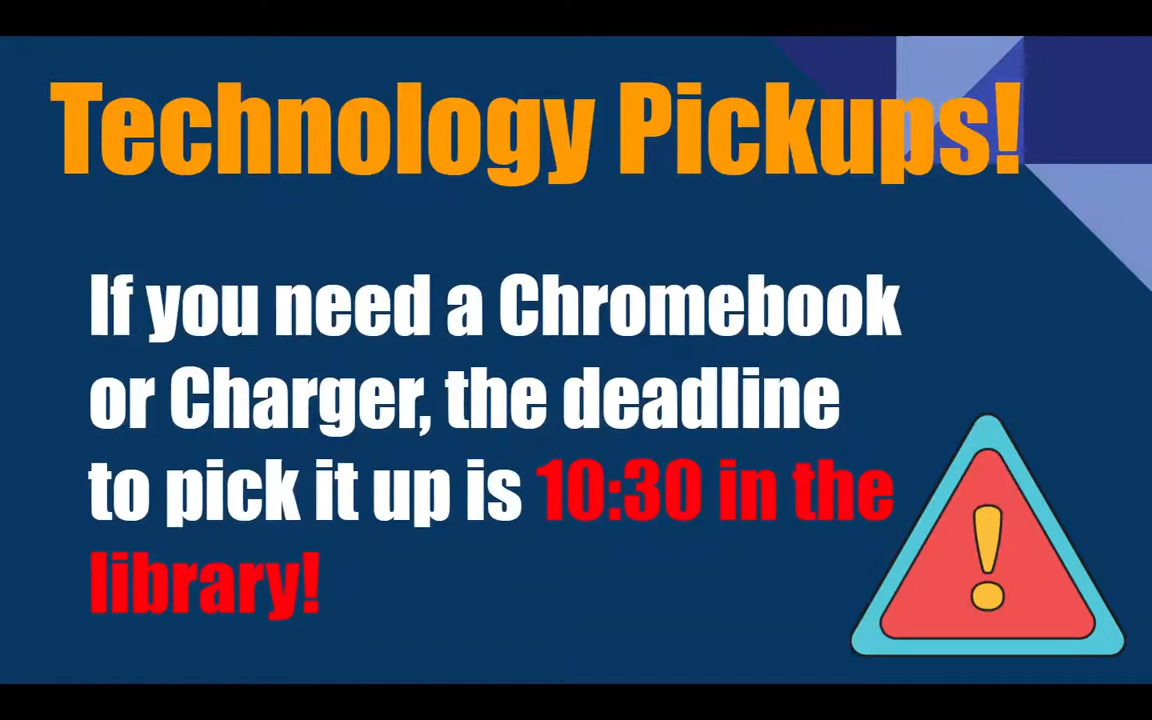 Technology Pickups!
If you need a Chromebook
or Charger, the deadline
to pick it up is 10:30 in the
library!